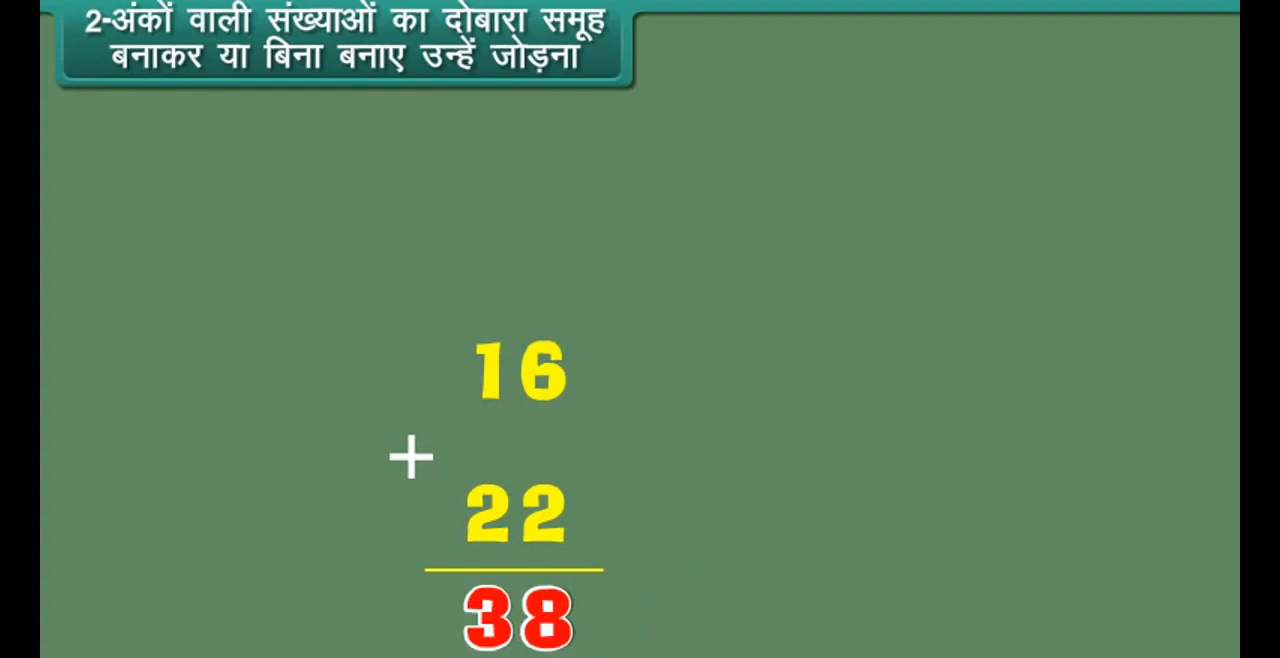 2-अंकों वाली संख्याओं का दोबारा समूह
बनाकर या बिना बनाए उन्हें जोड़ना
16
+
22
38